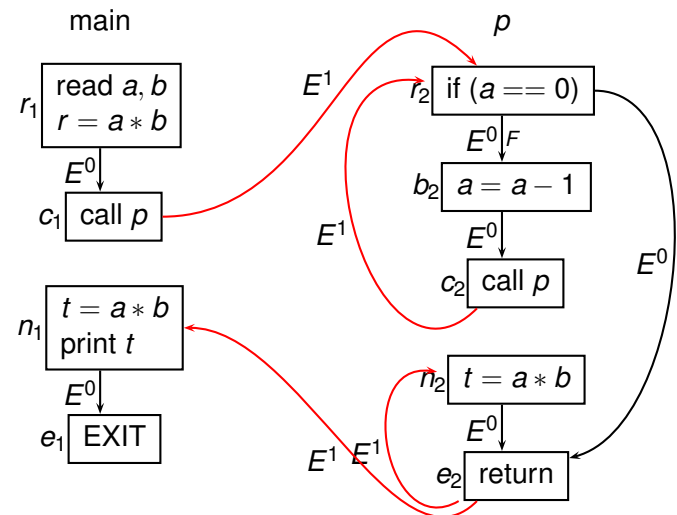 main
r₁
read a, b
r = a ∗ b
E⁰
c₁
call p
n₁
t = a ∗ b
print t
E⁰
e₁
EXIT
E¹
p
r₂
if (a == 0)
E⁰ F
b₂
a = a − 1
E⁰
E¹
c₂
call p
E⁰
n₂
t = a ∗ b
E⁰
E¹
E¹
e₂
return